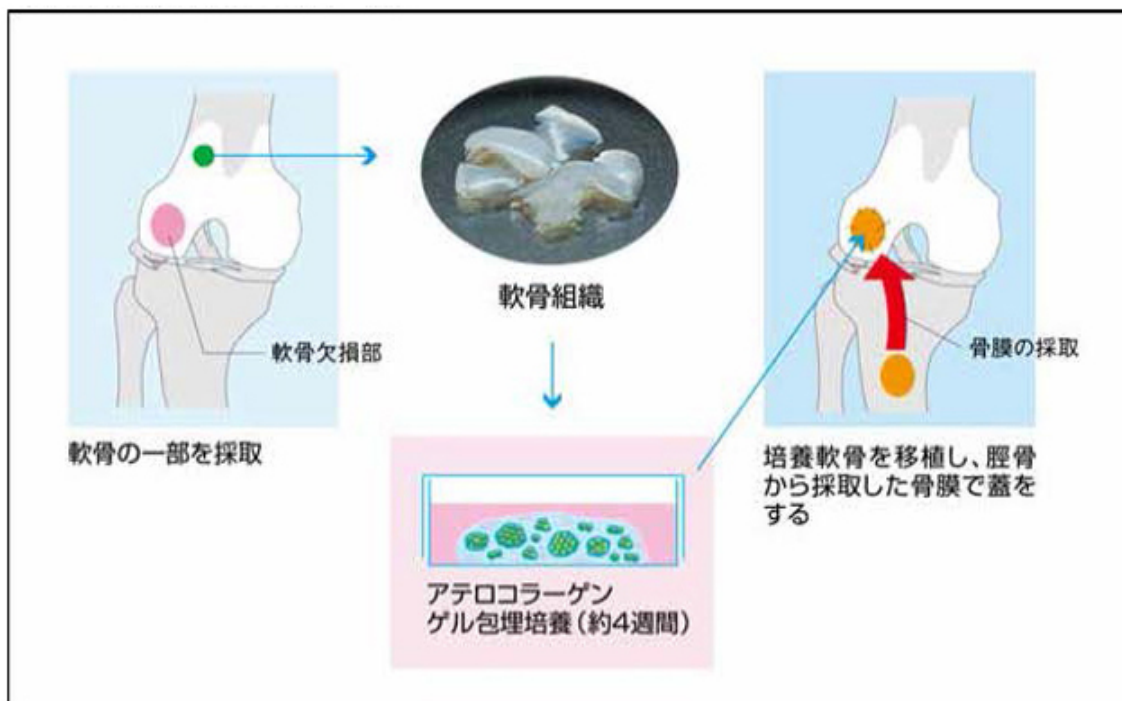 軟骨欠損部
軟骨の一部を採取
軟骨組織
アテロコラーゲン
ゲル包埋培養（約4週間）
骨膜の採取
培養軟骨を移植し、脛骨
から採取した骨膜で蓋を
する